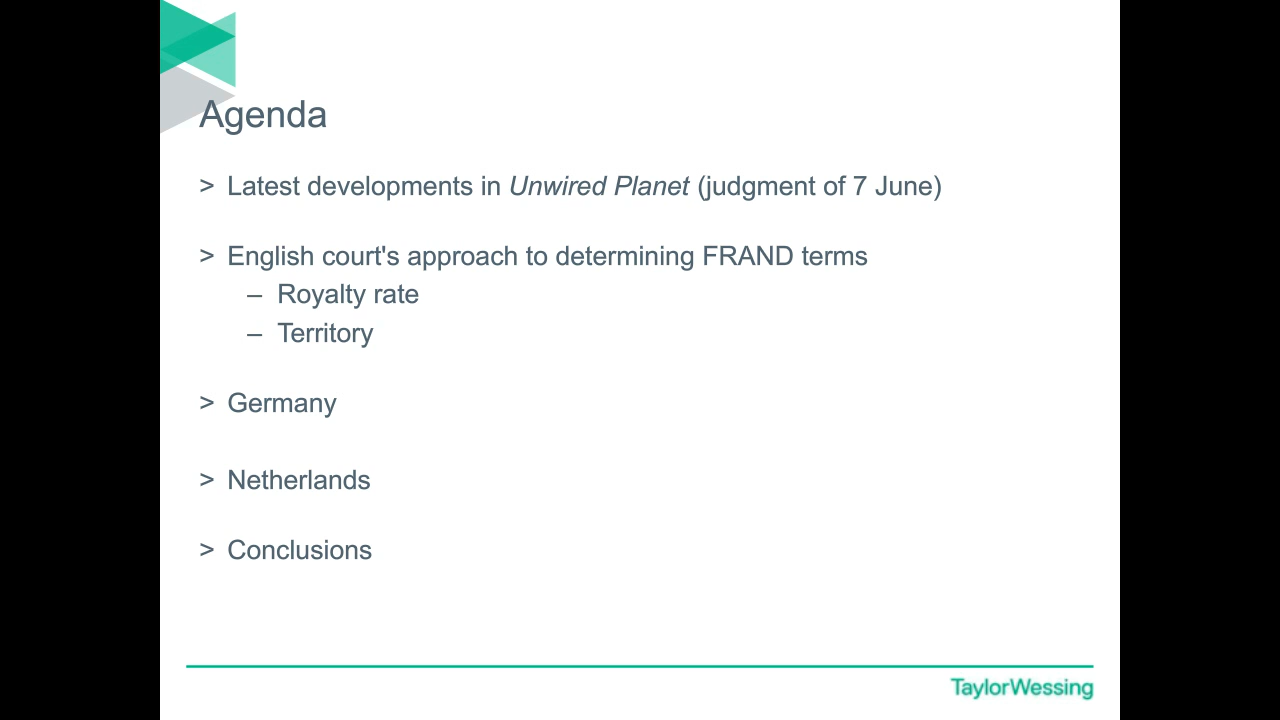 Agenda
> Latest developments in Unwired Planet (judgment of 7 June)
> English court's approach to determining FRAND terms
– Royalty rate
– Territory
> Germany
> Netherlands
> Conclusions
TaylorWessing